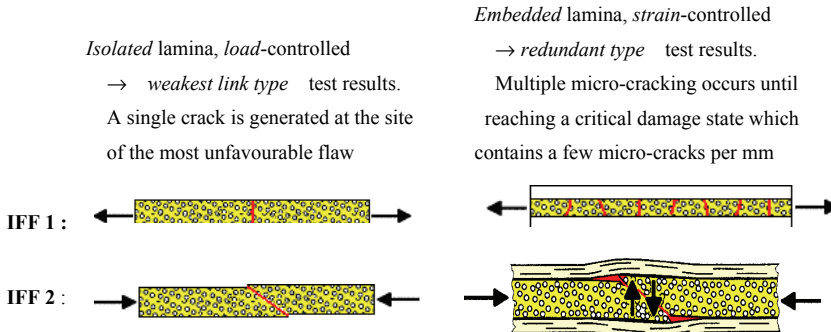 Isolated lamina, load-controlled
→ weakest link type test results.
A single crack is generated at the site
of the most unfavourable flaw
Embedded lamina, strain-controlled
→ redundant type test results.
Multiple micro-cracking occurs until
reaching a critical damage state which
contains a few micro-cracks per mm
IFF 1 :
IFF 2 :